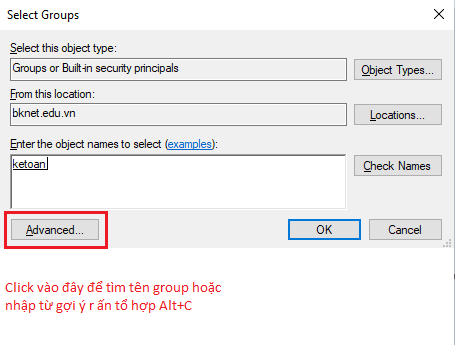 Select Groups
Select this object type:
Groups or Built-in security principals
Object Types...
From this location:
bknet.edu.vn
Locations...
Enter the object names to select (examples):
ketoan
Check Names
Advanced...
OK
Cancel
Click vào đây để tìm tên group hoặc
nhập từ gợi ý r ấn tổ hợp Alt+C